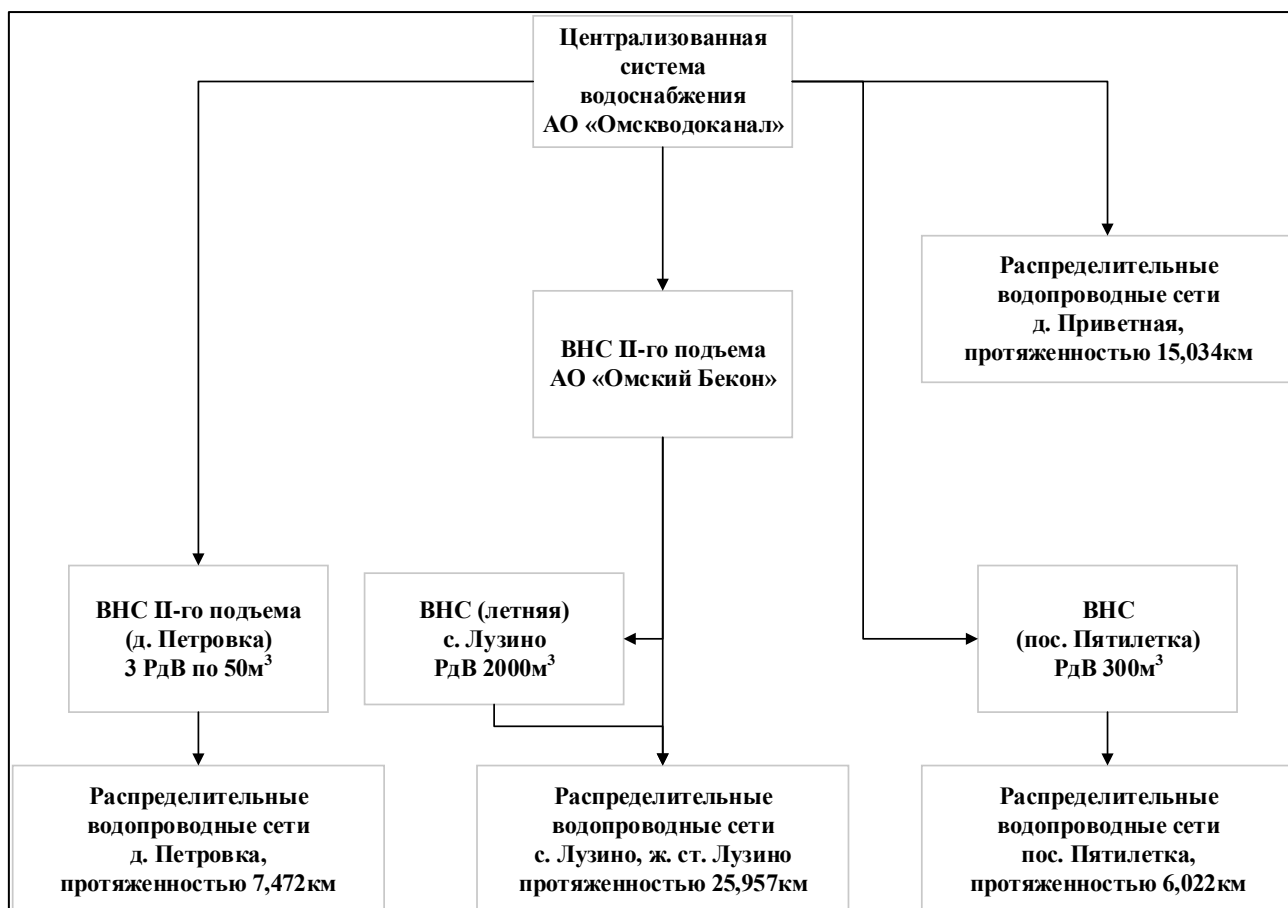 Централизованная
система
водоснабжения
АО «Омскводоканал»
Распределительные
водопроводные сети
д. Приветная,
протяженностью 15,034км
ВНС II-го подъема
АО «Омский Бекон»
ВНС II-го подъема
(д. Петровка)
3 РдВ по 50м³
ВНС (летняя)
с. Лузино
РдВ 2000м³
ВНС
(пос. Пятилетка)
РдВ 300м³
Распределительные
водопроводные сети
д. Петровка,
протяженностью 7,472км
Распределительные
водопроводные сети
с. Лузино, ж. ст. Лузино
протяженностью 25,957км
Распределительные
водопроводные сети
пос. Пятилетка,
протяженностью 6,022км